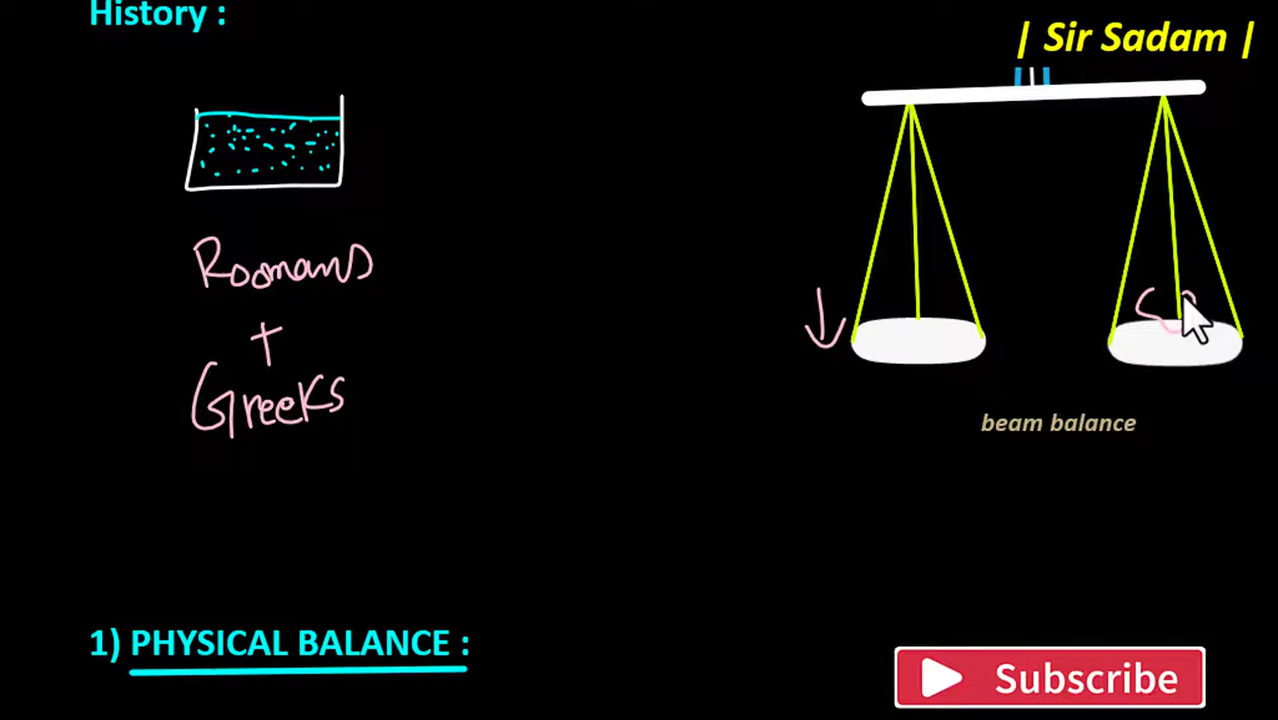 History :
| Sir Sadam |
Roomans
+
Greeks
beam balance
1) PHYSICAL BALANCE :
Subscribe